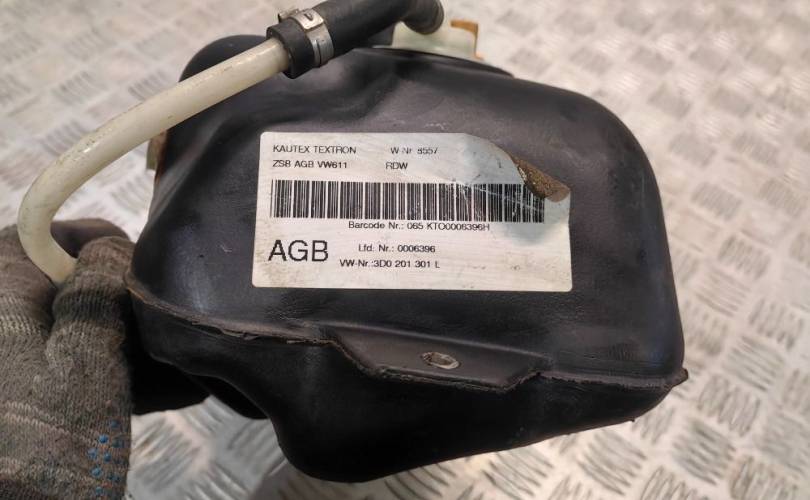 KAUTEX TEXTRON W-Nr 8557
ZSB AGB VW611 RDW
Barcode Nr.: 065 KTO0006396H
AGB Lfd: Nr.: 0006396
VW-Nr.:3D0 201 301 L